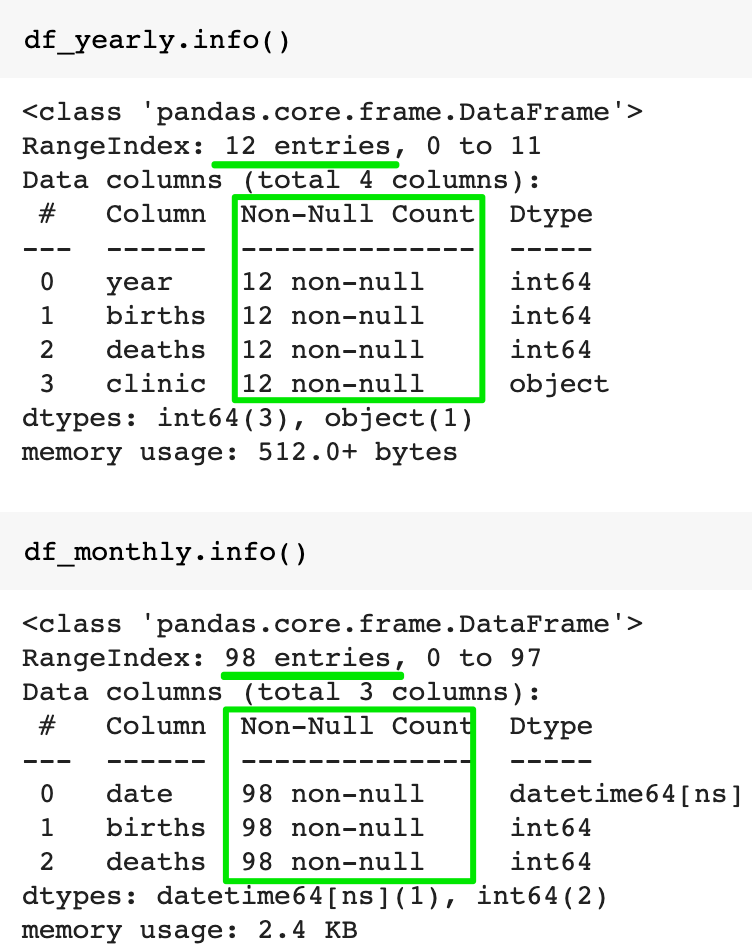 df_yearly.info()
<class 'pandas.core.frame.DataFrame'>
RangeIndex: 12 entries, 0 to 11
Data columns (total 4 columns):
 #   Column   Non-Null Count  Dtype
---  ------   --------------  -----
 0   year     12 non-null     int64
 1   births   12 non-null     int64
 2   deaths   12 non-null     int64
 3   clinic   12 non-null     object
dtypes: int64(3), object(1)
memory usage: 512.0+ bytes
df_monthly.info()
<class 'pandas.core.frame.DataFrame'>
RangeIndex: 98 entries, 0 to 97
Data columns (total 3 columns):
 #   Column   Non-Null Count  Dtype
---  ------   --------------  -----
 0   date     98 non-null     datetime64[ns]
 1   births   98 non-null     int64
 2   deaths   98 non-null     int64
dtypes: datetime64[ns](1), int64(2)
memory usage: 2.4 KB